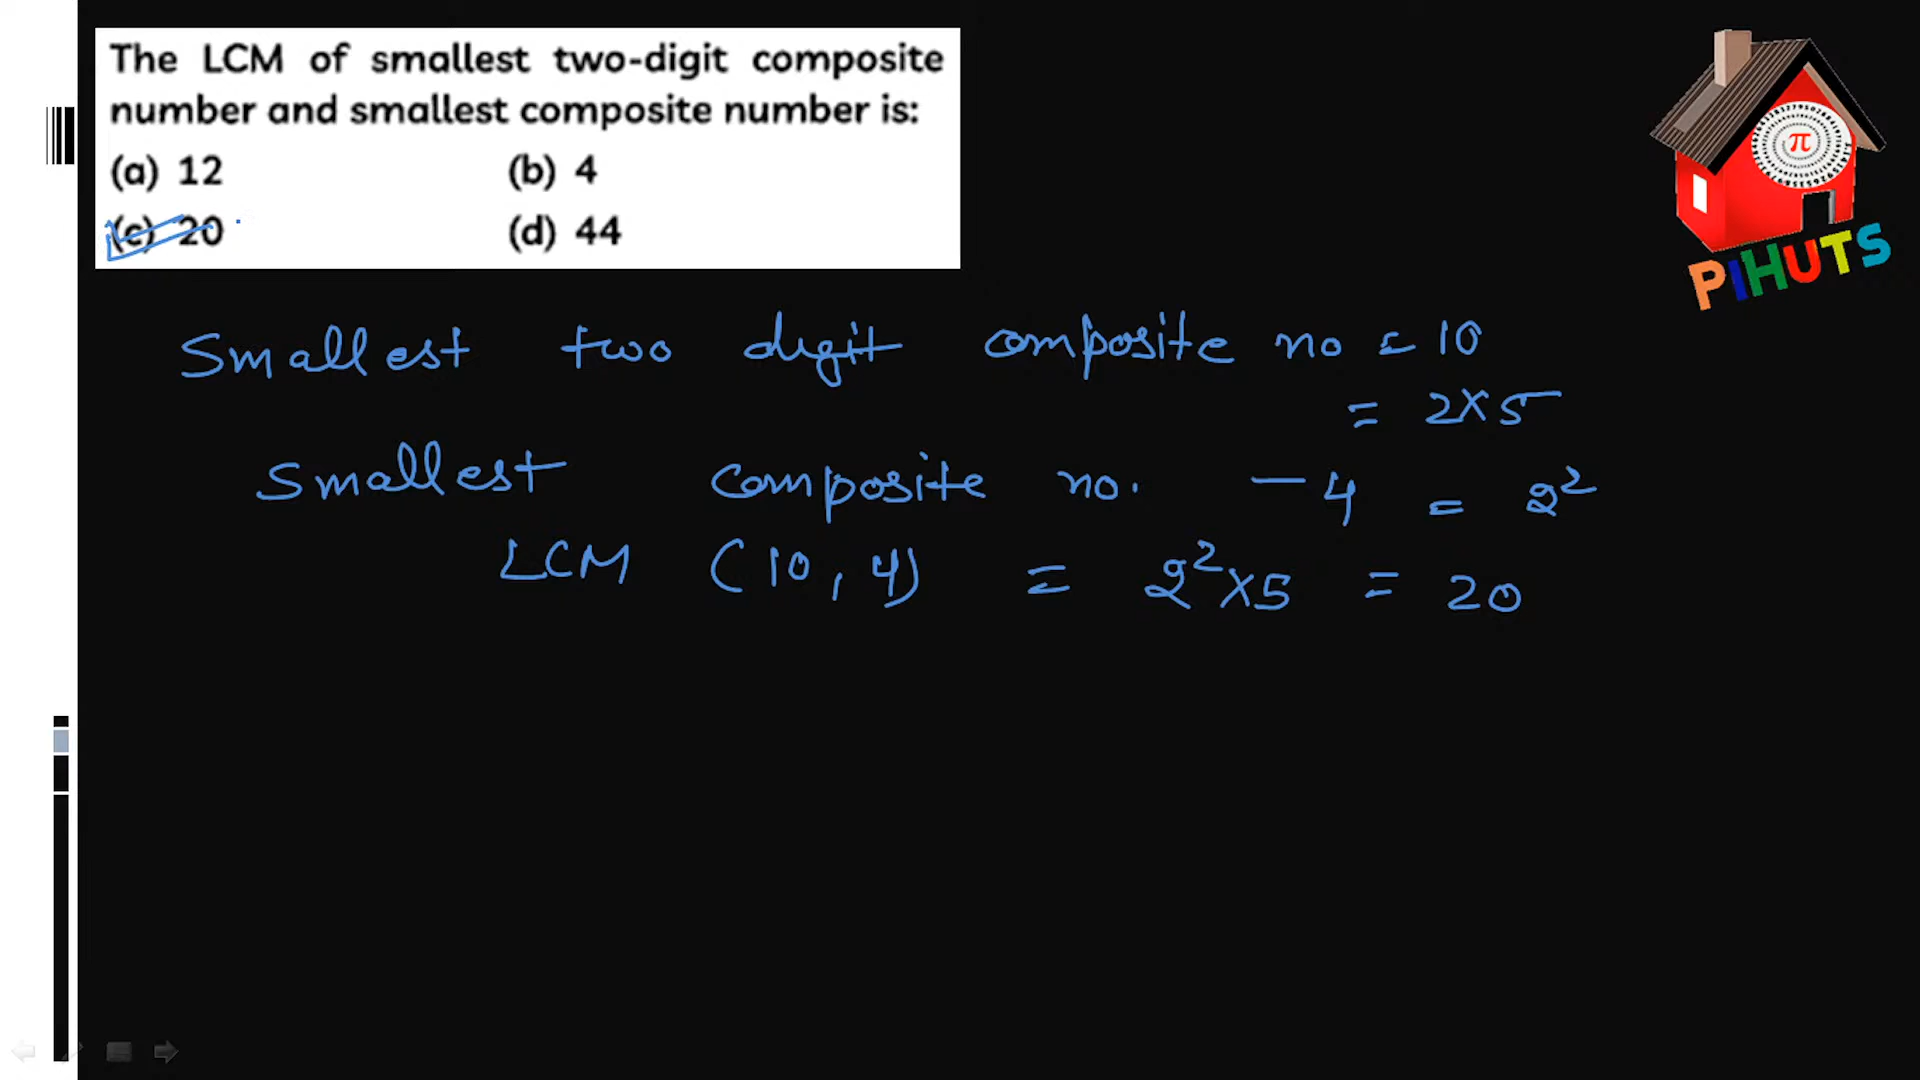 The LCM of smallest two-digit composite
number and smallest composite number is:
(a) 12 (b) 4
(c) 20 (d) 44
π
PIHUTS
Smallest two digit composite no = 10
= 2×5
Smallest composite no. — 4 = 2²
LCM (10, 4) = 2²×5 = 20